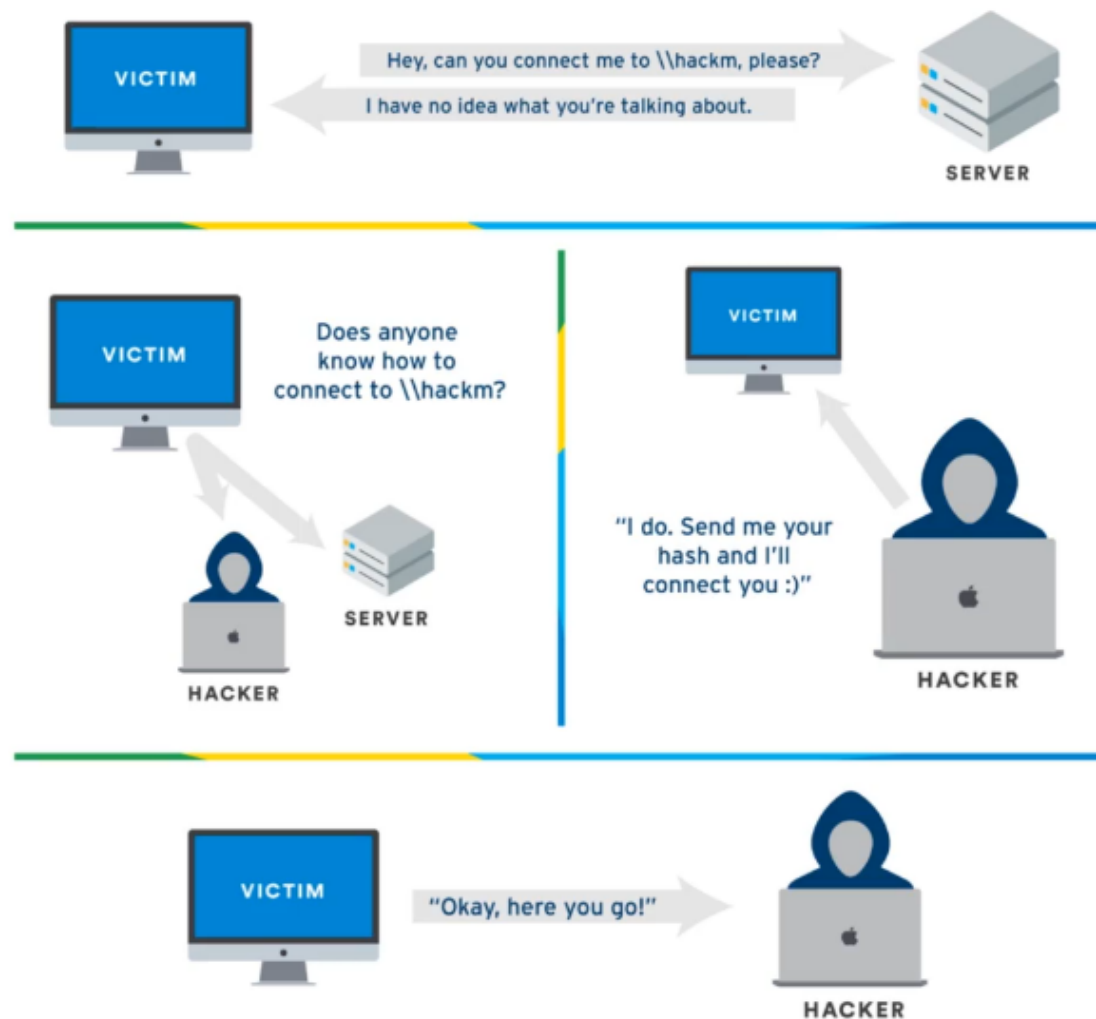 VICTIM
Hey, can you connect me to \\hackm, please?
I have no idea what you're talking about.
SERVER
VICTIM
Does anyone
know how to
connect to \\hackm?
HACKER
SERVER
VICTIM
“I do. Send me your
hash and I'll
connect you :)”
HACKER
VICTIM
“Okay, here you go!”
HACKER